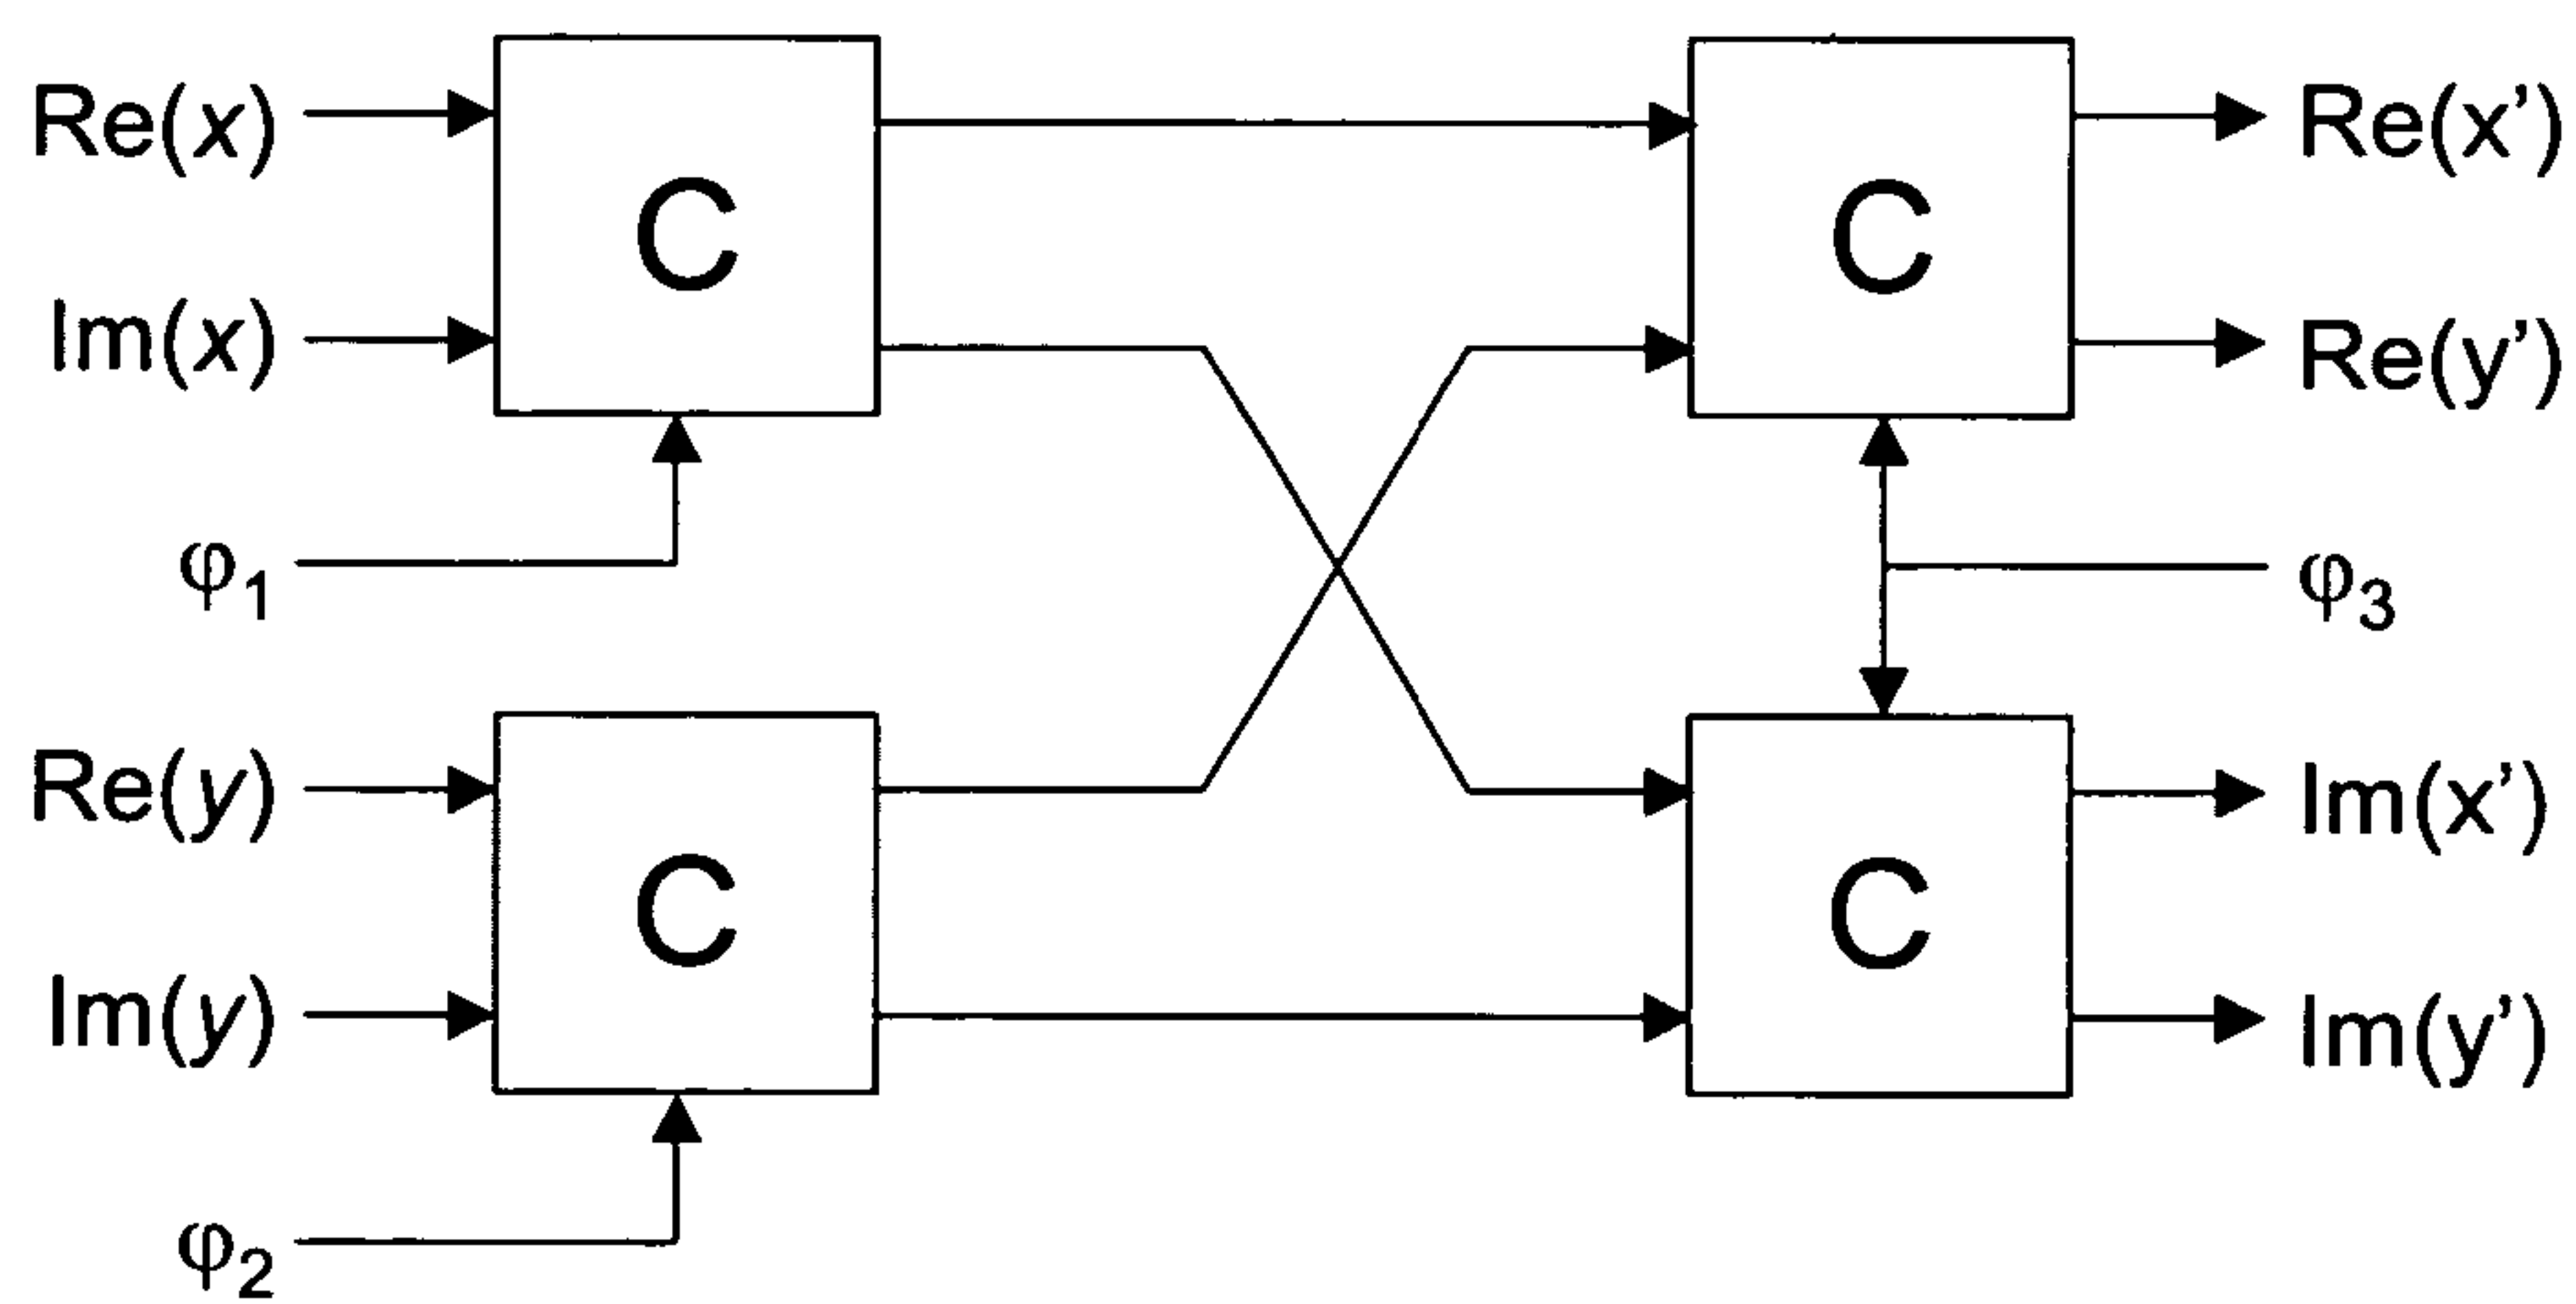 Re(x)
Im(x)
C
C
Re(x’)
Re(y’)
φ1
φ3
Re(y)
Im(y)
C
C
Im(x’)
Im(y’)
φ2